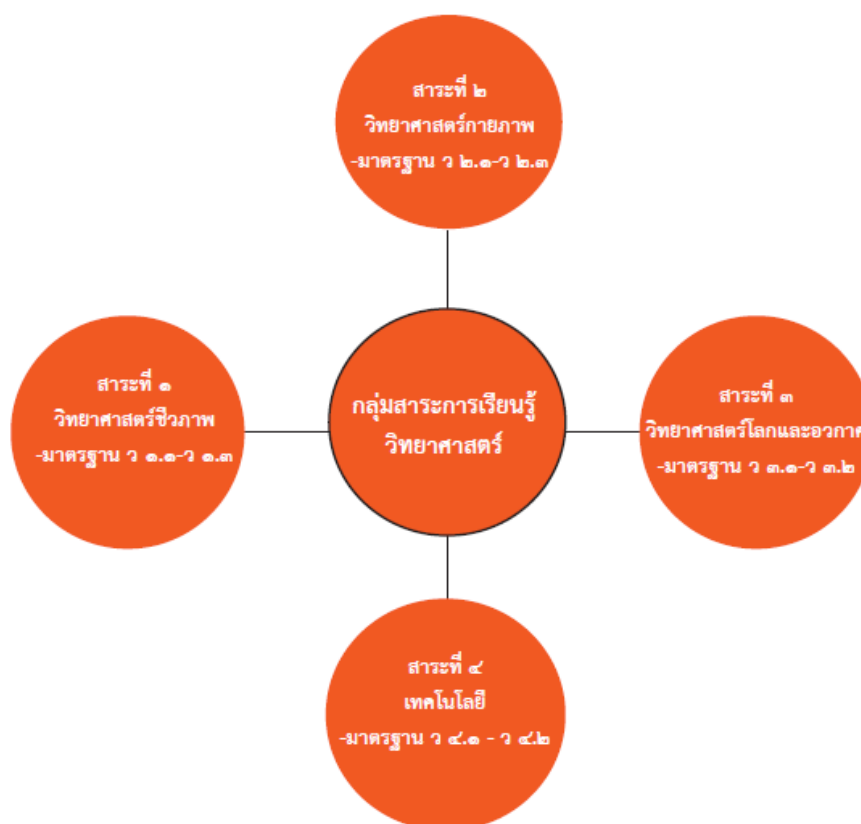 สาระที่ ๒
วิทยาศาสตร์กายภาพ
-มาตรฐาน ว ๒.๑-ว ๒.๓
สาระที่ ๑
วิทยาศาสตร์ชีวภาพ
-มาตรฐาน ว ๑.๑-ว ๑.๓
กลุ่มสาระการเรียนรู้
วิทยาศาสตร์
สาระที่ ๓
วิทยาศาสตร์โลกและอวกาศ
-มาตรฐาน ว ๓.๑-ว ๓.๒
สาระที่ ๔
เทคโนโลยี
-มาตรฐาน ว ๔.๑ - ว ๔.๒